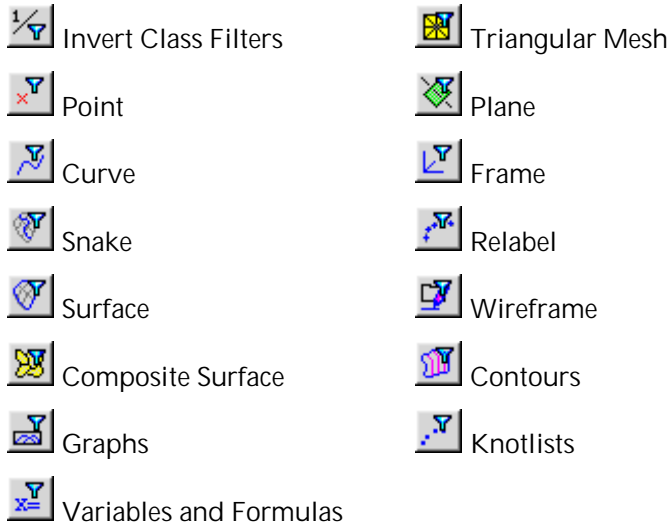 1/
Invert Class Filters
Triangular Mesh
Point
Plane
Curve
Frame
Snake
Relabel
Surface
Wireframe
Composite Surface
Contours
Graphs
Knotlists
x=
Variables and Formulas